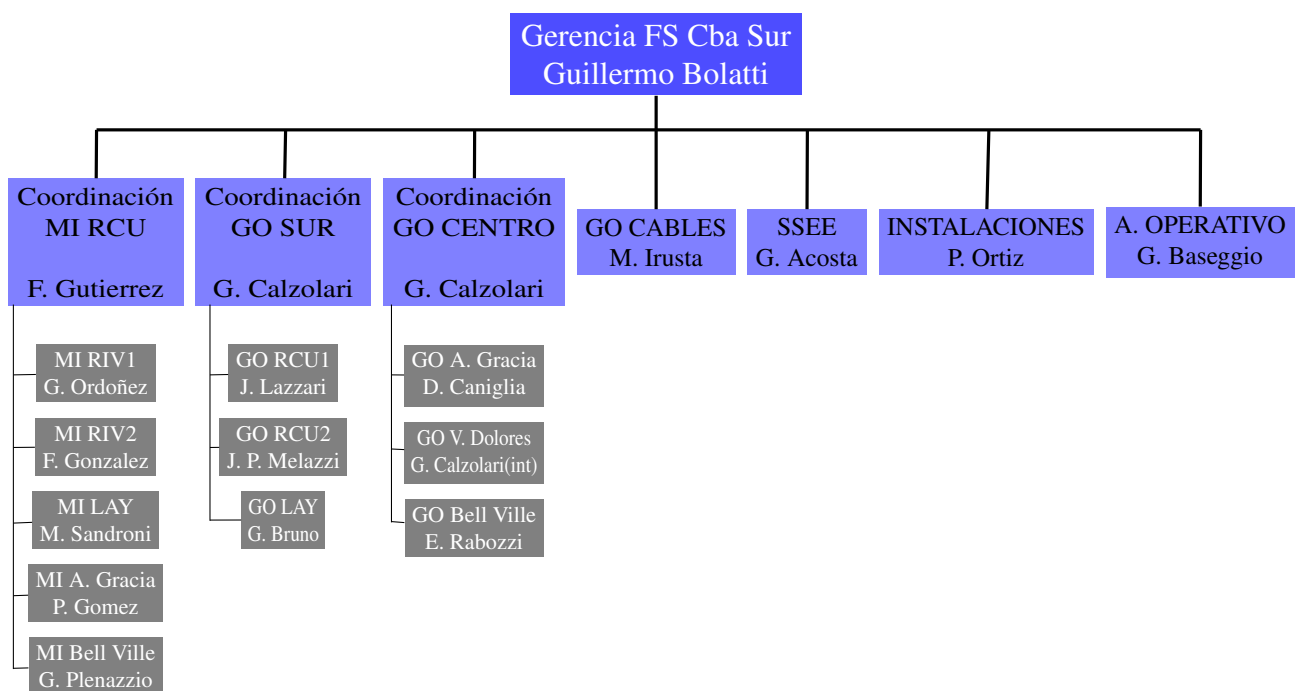 Gerencia FS Cba Sur
Guillermo Bolatti
Coordinación
MI RCU
F. Gutierrez
Coordinación
GO SUR
G. Calzolari
Coordinación
GO CENTRO
G. Calzolari
GO CABLES
M. Irusta
SSEE
G. Acosta
INSTALACIONES
P. Ortiz
A. OPERATIVO
G. Baseggio
MI RIV1
G. Ordoñez
MI RIV2
F. Gonzalez
MI LAY
M. Sandroni
MI A. Gracia
P. Gomez
MI Bell Ville
G. Plenazzio
GO RCU1
J. Lazzari
GO RCU2
J. P. Melazzi
GO LAY
G. Bruno
GO A. Gracia
D. Caniglia
GO V. Dolores
G. Calzolari(int)
GO Bell Ville
E. Rabozzi